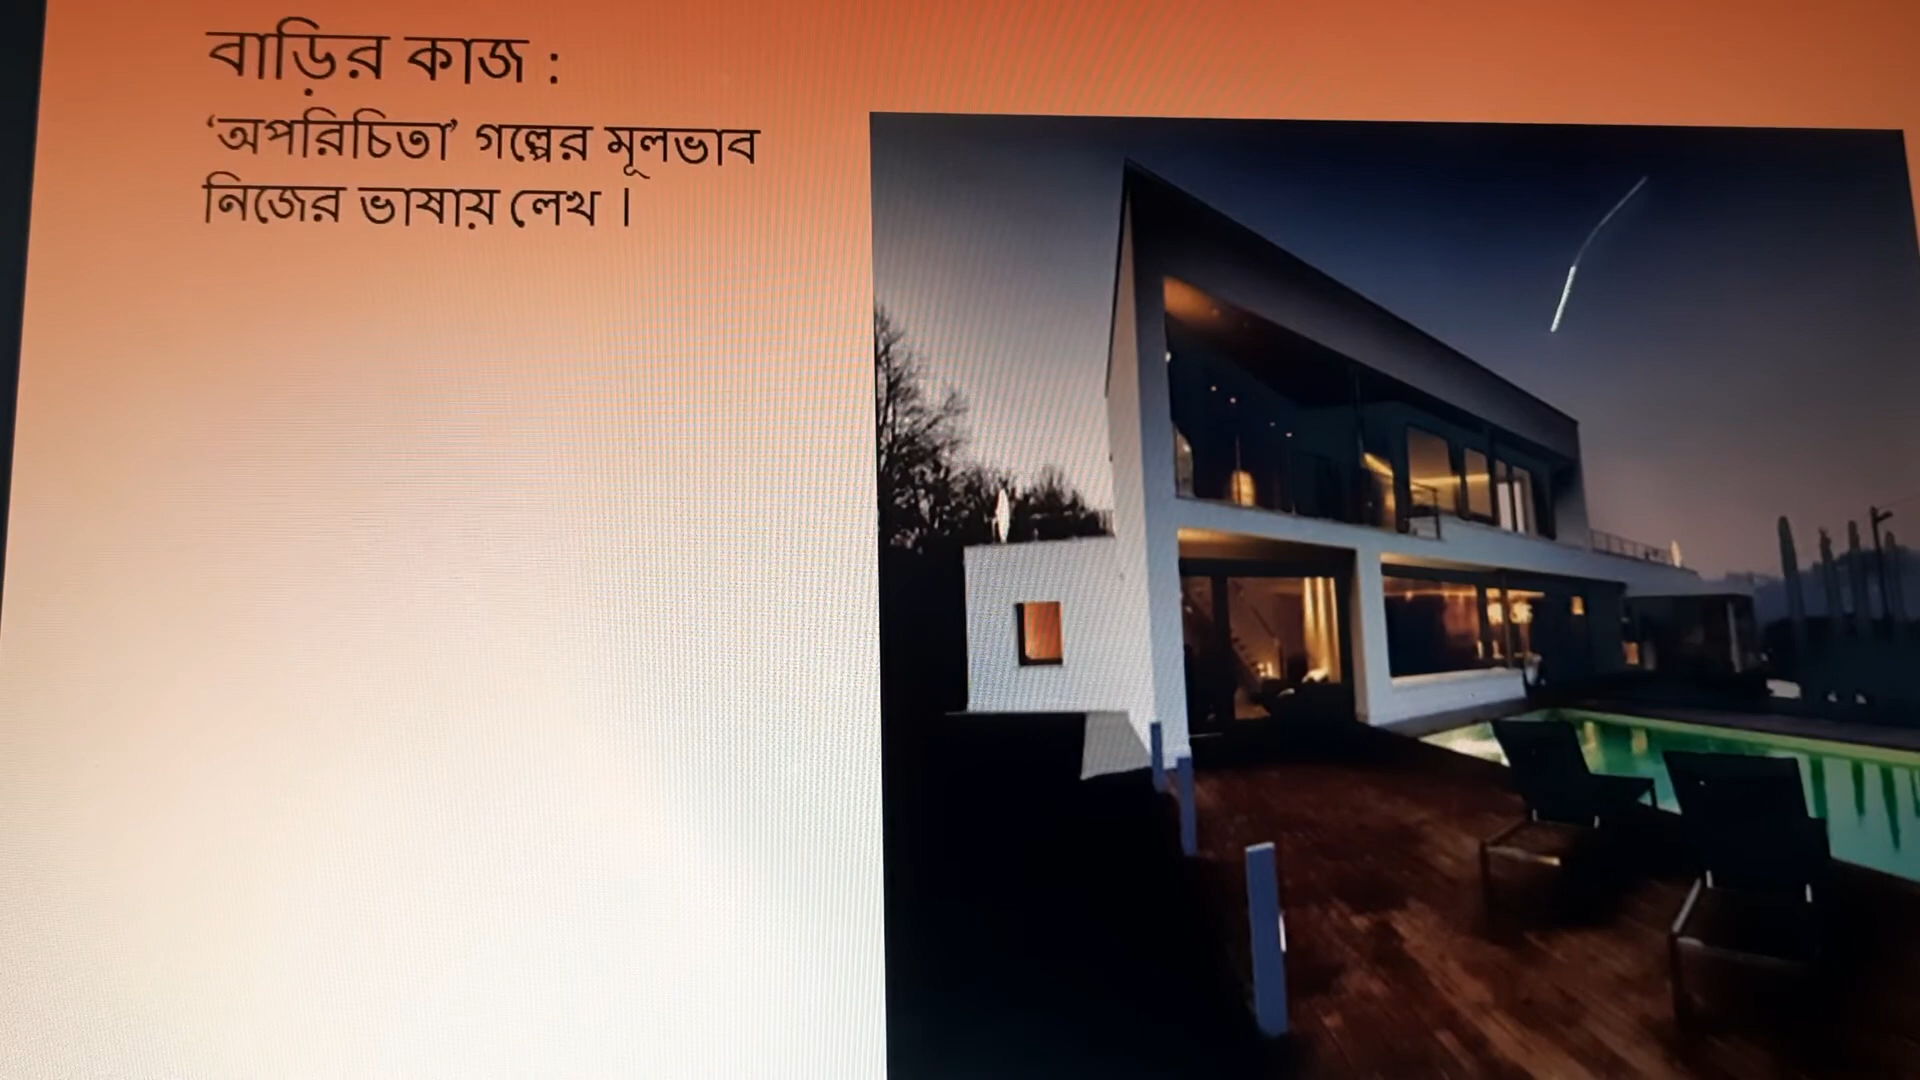 বাড়ির কাজ :
‘অপরিচিতা’ গল্পের মূলভাব
নিজের ভাষায় লেখ ।